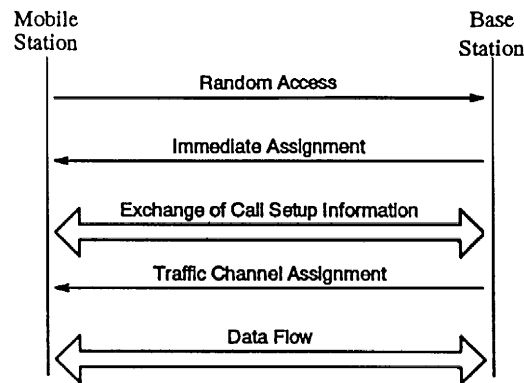 Mobile
Station
Base
Station
Random Access
Immediate Assignment
Exchange of Call Setup Information
Traffic Channel Assignment
Data Flow